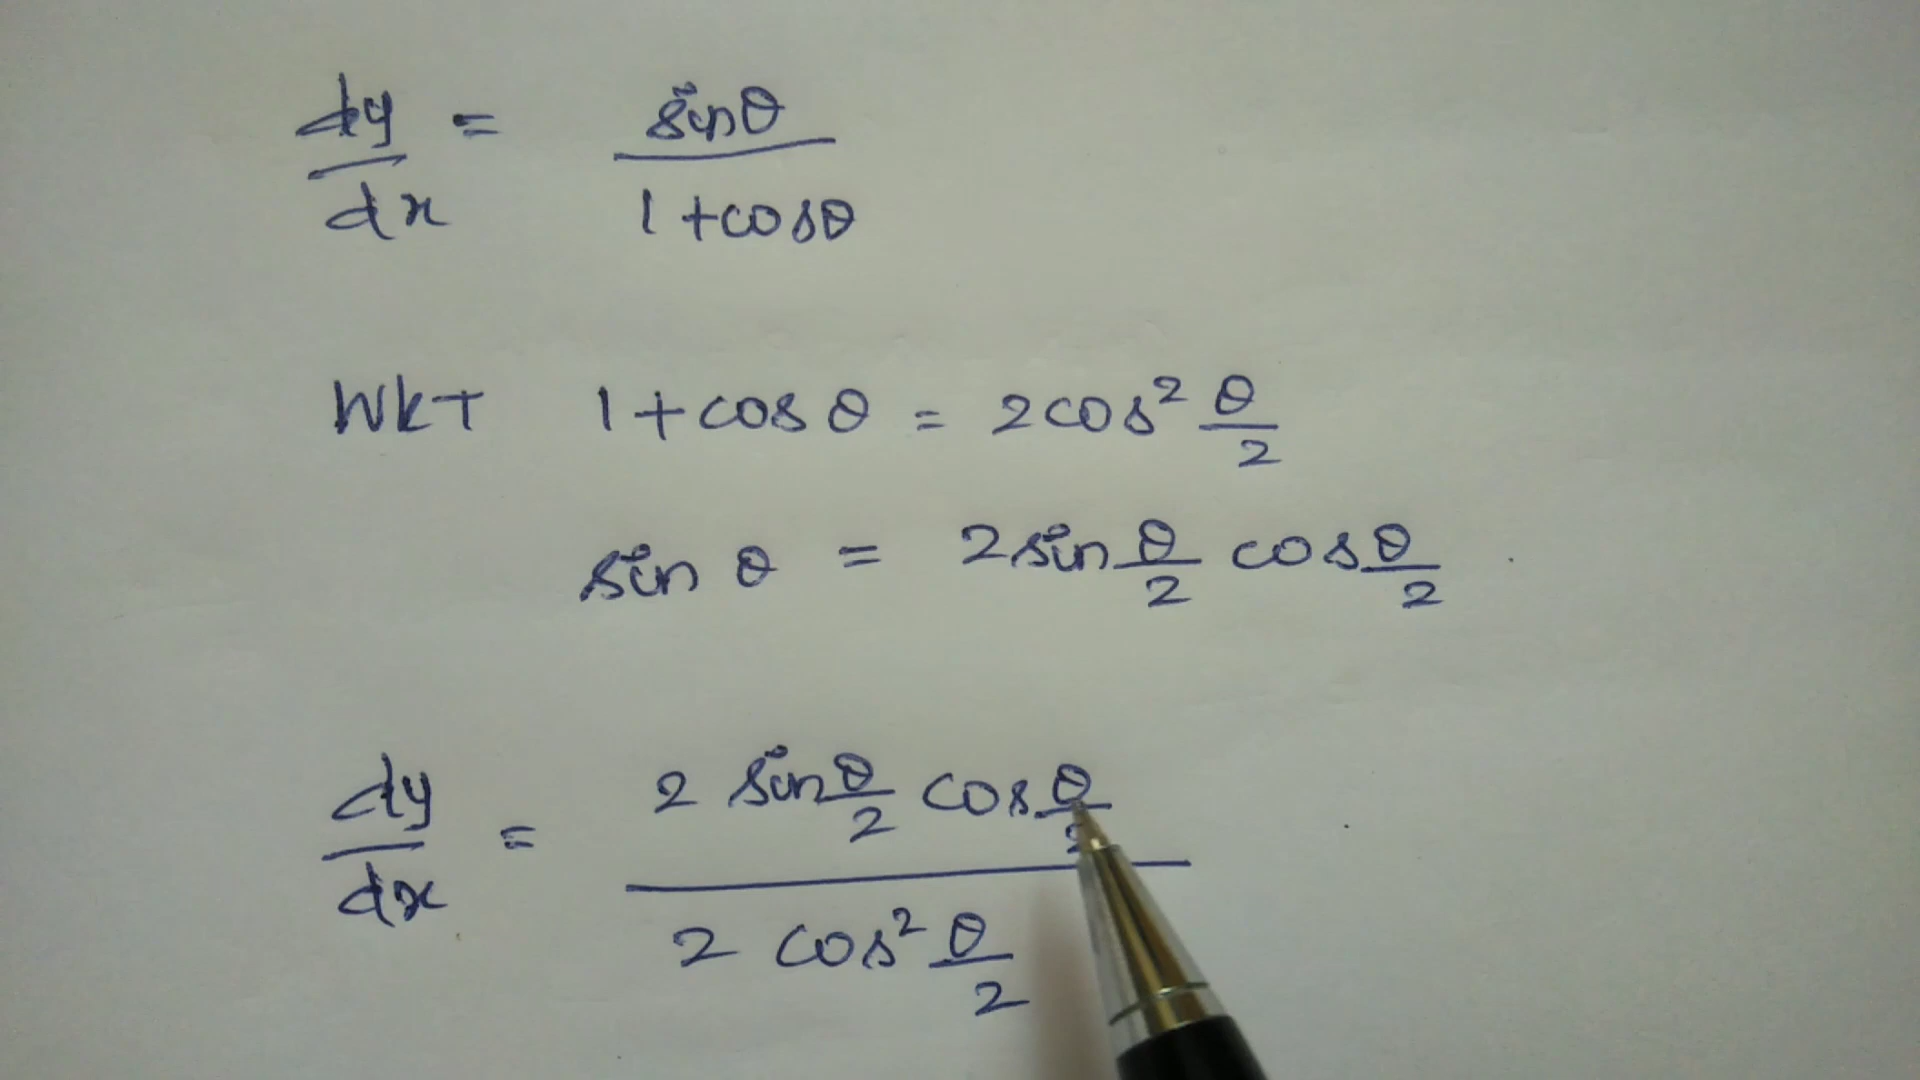 dy/dx = sinθ / 1+cosθ
WKT 1+cosθ = 2cos² θ/2
sinθ = 2sin θ/2 cos θ/2
dy/dx = 2 sin θ/2 cos θ/2 / 2 cos² θ/2